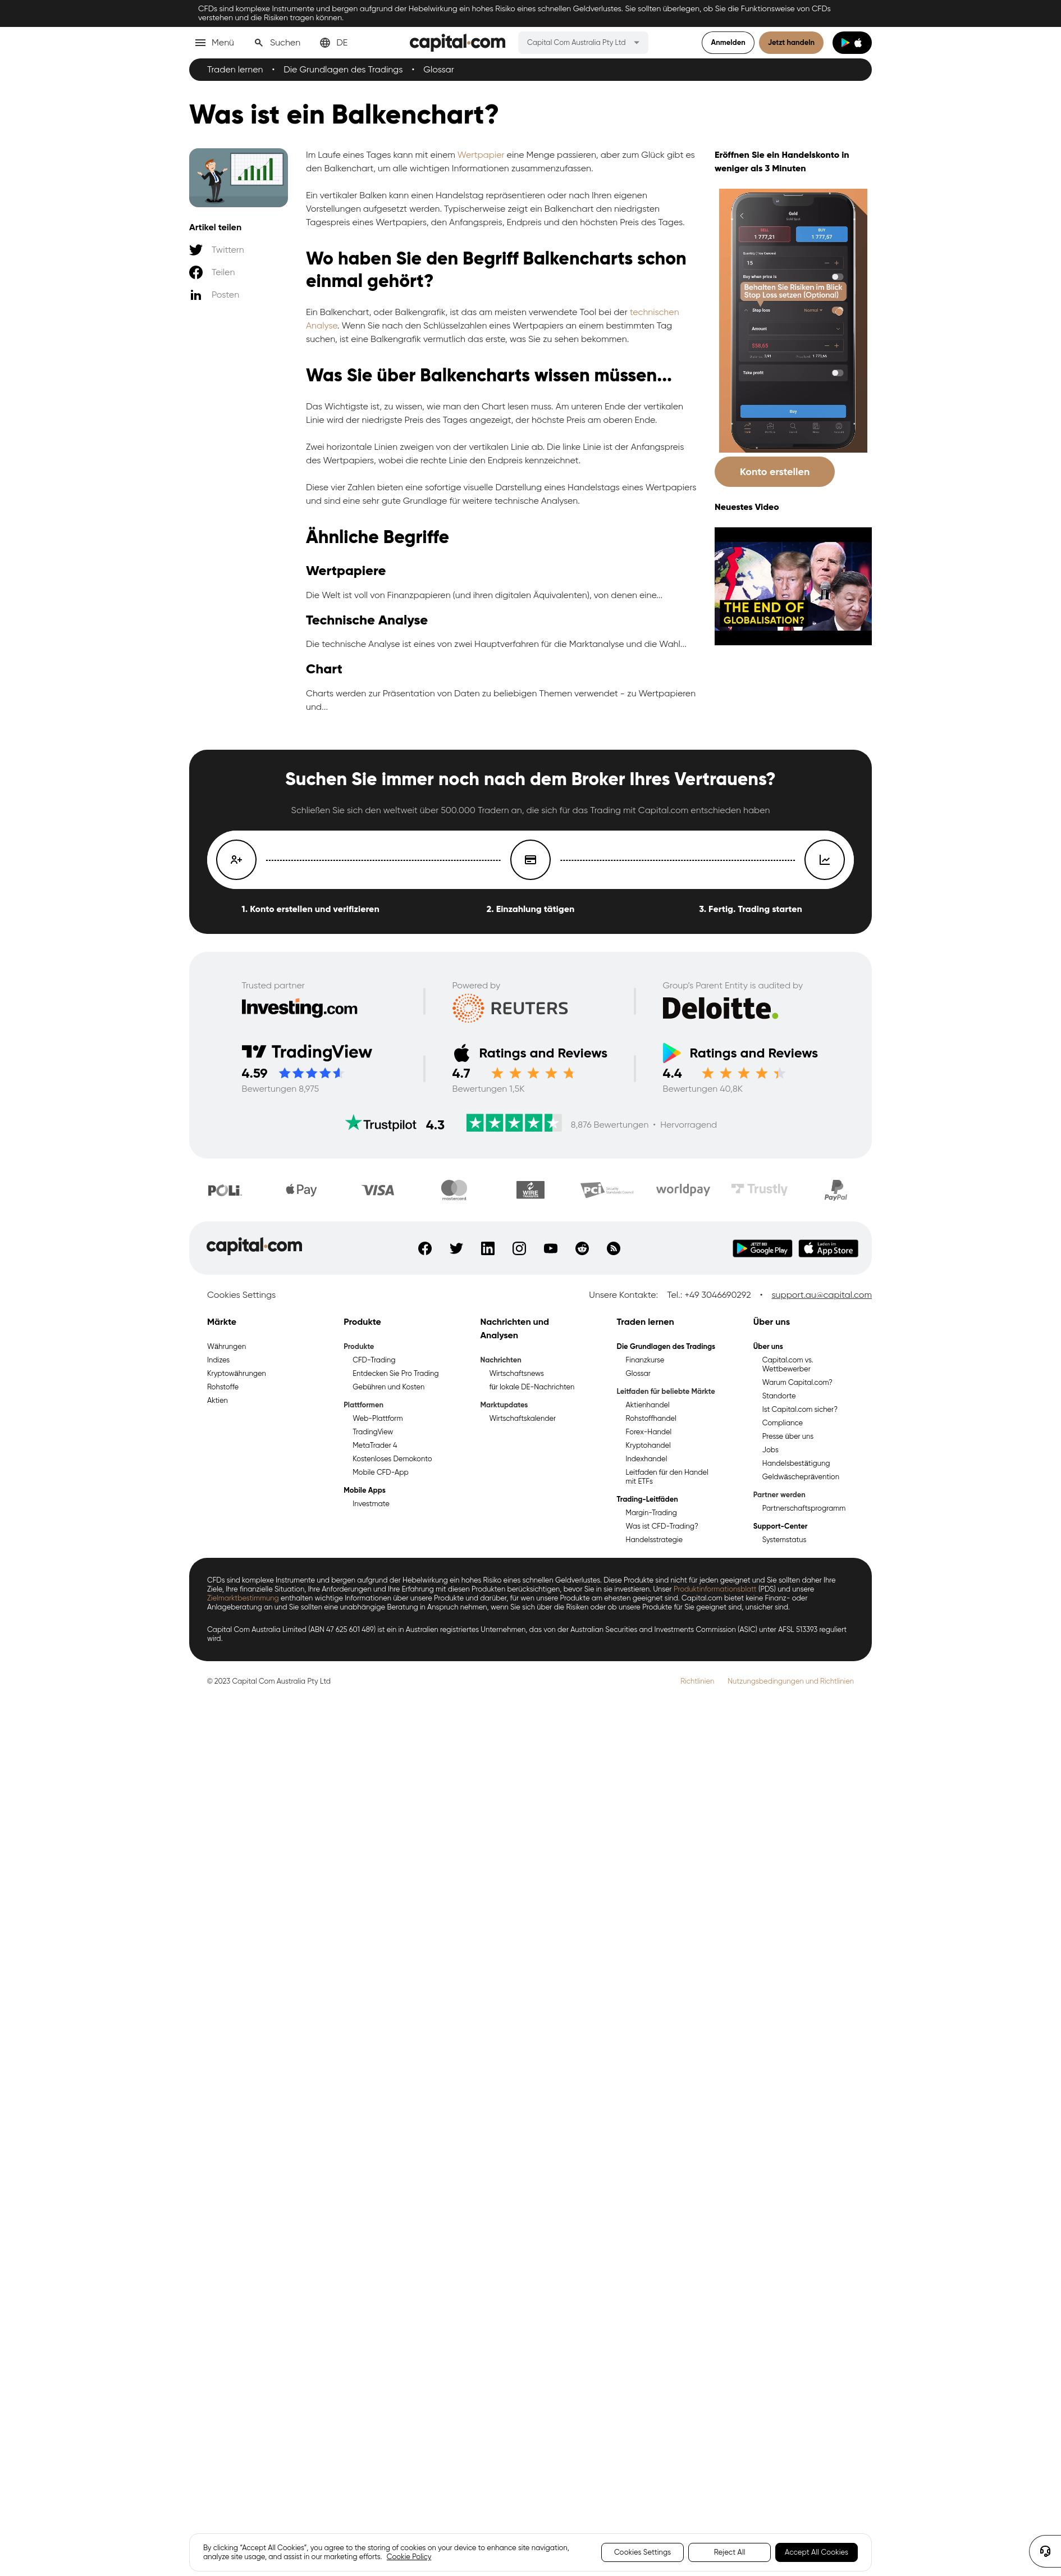 CFDs sind komplexe Instrumente und bergen aufgrund der Hebelwirkung ein hohes Risiko eines schnellen Geldverlustes. Sie sollten überlegen, ob Sie die Funktionsweise von CFDs
verstehen und die Risiken tragen können.
Menü
Suchen
DE
capital.com
Capital Com Australia Pty Ltd
Anmelden
Jetzt handeln
Traden lernen • Die Grundlagen des Tradings • Glossar
Was ist ein Balkenchart?
Artikel teilen
Twittern
Teilen
Posten
Im Laufe eines Tages kann mit einem Wertpapier eine Menge passieren, aber zum Glück gibt es
den Balkenchart, um alle wichtigen Informationen zusammenzufassen.
Ein vertikaler Balken kann einen Handelstag repräsentieren oder nach Ihren eigenen
Vorstellungen aufgesetzt werden. Typischerweise zeigt ein Balkenchart den niedrigsten
Tagespreis eines Wertpapiers, den Anfangspreis, Endpreis und den höchsten Preis des Tages.
Wo haben Sie den Begriff Balkencharts schon
einmal gehört?
Ein Balkenchart, oder Balkengrafik, ist das am meisten verwendete Tool bei der technischen
Analyse. Wenn Sie nach den Schlüsselzahlen eines Wertpapiers an einem bestimmten Tag
suchen, ist eine Balkengrafik vermutlich das erste, was Sie zu sehen bekommen.
Was Sie über Balkencharts wissen müssen...
Das Wichtigste ist, zu wissen, wie man den Chart lesen muss. Am unteren Ende der vertikalen
Linie wird der niedrigste Preis des Tages angezeigt, der höchste Preis am oberen Ende.
Zwei horizontale Linien zweigen von der vertikalen Linie ab. Die linke Linie ist der Anfangspreis
des Wertpapiers, wobei die rechte Linie den Endpreis kennzeichnet.
Diese vier Zahlen bieten eine sofortige visuelle Darstellung eines Handelstags eines Wertpapiers
und sind eine sehr gute Grundlage für weitere technische Analysen.
Ähnliche Begriffe
Wertpapiere
Die Welt ist voll von Finanzpapieren (und ihren digitalen Äquivalenten), von denen eine...
Technische Analyse
Die technische Analyse ist eines von zwei Hauptverfahren für die Marktanalyse und die Wahl...
Chart
Charts werden zur Präsentation von Daten zu beliebigen Themen verwendet - zu Wertpapieren
und...
Eröffnen Sie ein Handelskonto in
weniger als 3 Minuten
Gold
SELL
1 777,21
BUY
1 777,57
15
Buy when price is
Behalten Sie Risiken im Blick
Stop Loss setzen (Optional)
Stop loss
Normal
Amount
Take profit
Buy
Konto erstellen
Neuestes Video
THE END OF
GLOBALISATION?
Suchen Sie immer noch nach dem Broker Ihres Vertrauens?
Schließen Sie sich den weltweit über 500.000 Tradern an, die sich für das Trading mit Capital.com entschieden haben
1. Konto erstellen und verifizieren
2. Einzahlung tätigen
3. Fertig. Trading starten
Trusted partner
Investing.com
Powered by
REUTERS
Group's Parent Entity is audited by
Deloitte.
TradingView
4.59
Bewertungen 8,975
Ratings and Reviews
4.7
Bewertungen 1,5K
Ratings and Reviews
4.4
Bewertungen 40,8K
Trustpilot 4.3
8,876 Bewertungen • Hervorragend
POLi
Pay
VISA
mastercard
WIRE
PCI
worldpay
Trustly
PayPal
capital.com
JETZT BEI
Google Play
Laden im
App Store
Cookies Settings
Unsere Kontakte: Tel.: +49 3046690292 • support.au@capital.com
Märkte
Währungen
Indizes
Kryptowährungen
Rohstoffe
Aktien
Produkte
Produkte
CFD-Trading
Entdecken Sie Pro Trading
Gebühren und Kosten
Plattformen
Web-Plattform
TradingView
MetaTrader 4
Kostenloses Demokonto
Mobile CFD-App
Mobile Apps
Investmate
Nachrichten und
Analysen
Nachrichten
Wirtschaftsnews
für lokale DE-Nachrichten
Marktupdates
Wirtschaftskalender
Traden lernen
Die Grundlagen des Tradings
Finanzkurse
Glossar
Leitfaden für beliebte Märkte
Aktienhandel
Rohstoffhandel
Forex-Handel
Kryptohandel
Indexhandel
Leitfaden für den Handel
mit ETFs
Trading-Leitfäden
Margin-Trading
Was ist CFD-Trading?
Handelsstrategie
Über uns
Über uns
Capital.com vs.
Wettbewerber
Warum Capital.com?
Standorte
Ist Capital.com sicher?
Compliance
Presse über uns
Jobs
Handelsbestätigung
Geldwäscheprävention
Partner werden
Partnerschaftsprogramm
Support-Center
Systemstatus
CFDs sind komplexe Instrumente und bergen aufgrund der Hebelwirkung ein hohes Risiko eines schnellen Geldverlustes. Diese Produkte sind nicht für jeden geeignet und Sie sollten daher Ihre
Ziele, Ihre finanzielle Situation, Ihre Anforderungen und Ihre Erfahrung mit diesen Produkten berücksichtigen, bevor Sie in sie investieren. Unser Produktinformationsblatt (PDS) und unsere
Zielmarktbestimmung enthalten wichtige Informationen über unsere Produkte und darüber, für wen unsere Produkte am ehesten geeignet sind. Capital.com bietet keine Finanz- oder
Anlageberatung an und Sie sollten eine unabhängige Beratung in Anspruch nehmen, wenn Sie sich über die Risiken oder ob unsere Produkte für Sie geeignet sind, unsicher sind.
Capital Com Australia Limited (ABN 47 625 601 489) ist ein in Australien registriertes Unternehmen, das von der Australian Securities and Investments Commission (ASIC) unter AFSL 513393 reguliert
wird.
© 2023 Capital Com Australia Pty Ltd
Richtlinien
Nutzungsbedingungen und Richtlinien
By clicking “Accept All Cookies”, you agree to the storing of cookies on your device to enhance site navigation,
analyze site usage, and assist in our marketing efforts. Cookie Policy
Cookies Settings
Reject All
Accept All Cookies